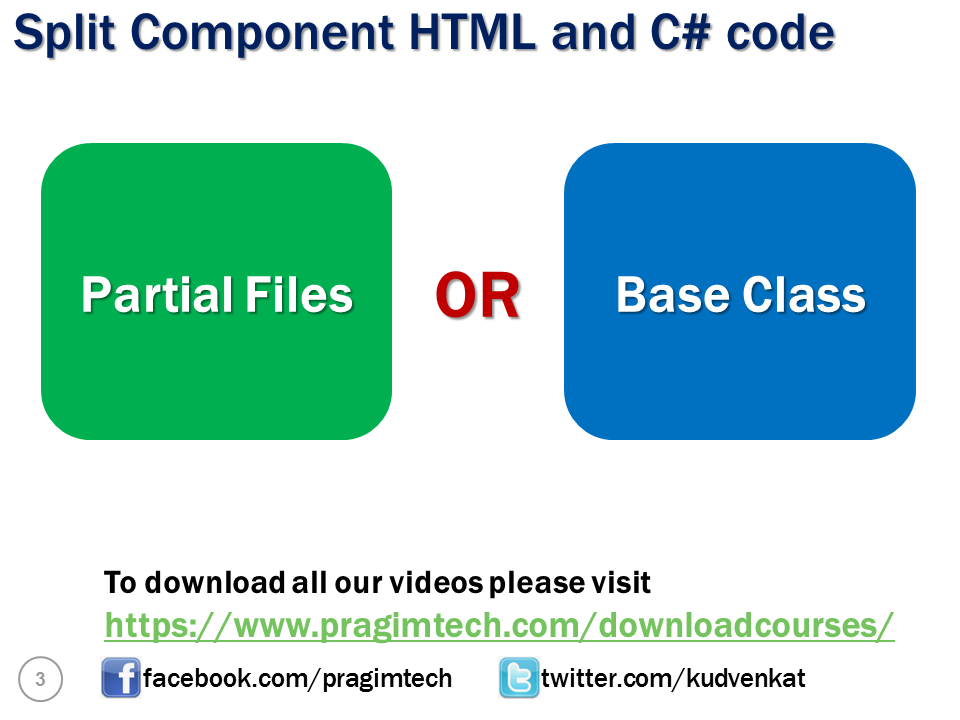 Split Component HTML and C# code
Partial Files
OR
Base Class
To download all our videos please visit
https://www.pragimtech.com/downloadcourses/
3
facebook.com/pragimtech
twitter.com/kudvenkat